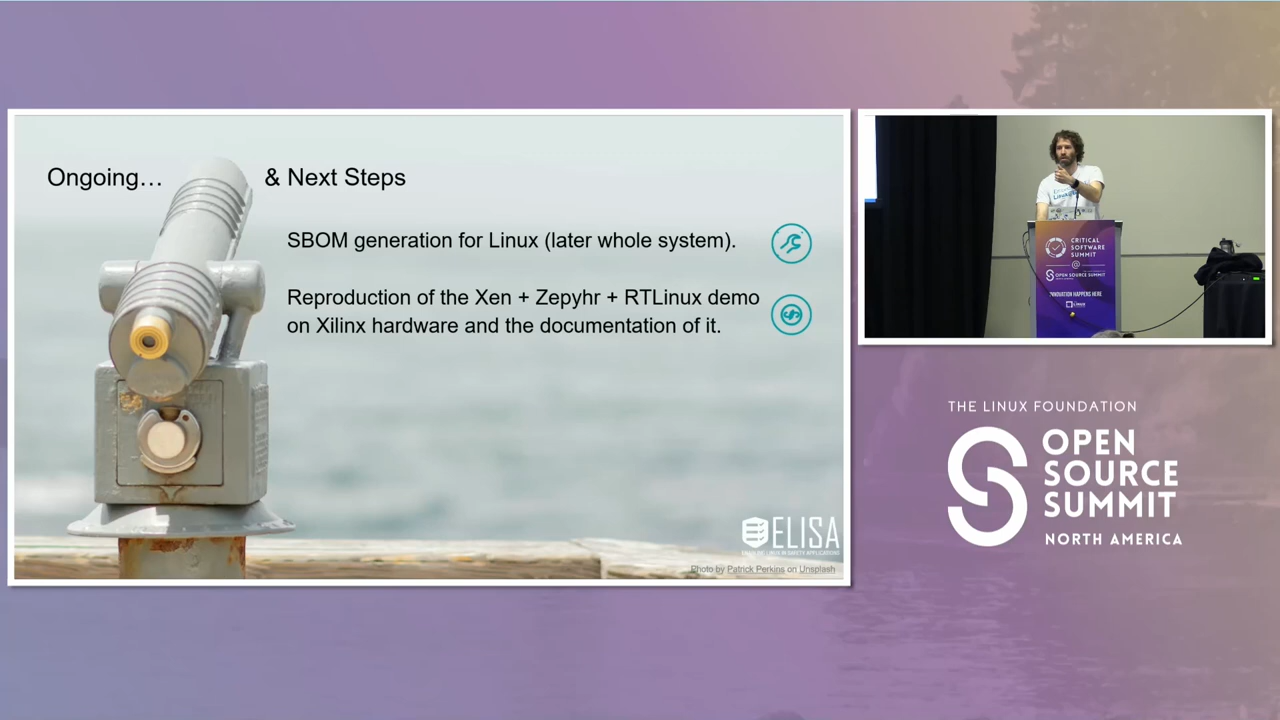 Ongoing… & Next Steps
SBOM generation for Linux (later whole system).
Reproduction of the Xen + Zepyhr + RTLinux demo
on Xilinx hardware and the documentation of it.
ELISA
Photo by Patrick Perkins on Unsplash
CRITICAL
SOFTWARE
SUMMIT
@
OPEN SOURCE SUMMIT
INNOVATION HAPPENS HERE
THE LINUX FOUNDATION
OPEN
SOURCE
SUMMIT
NORTH AMERICA